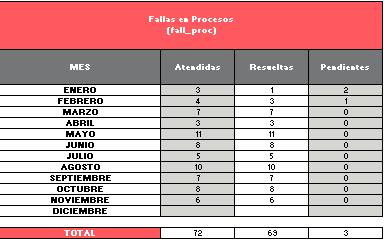 Fallas en Procesos
(fall_proc)
MES Atendidas Resueltas Pendientes
ENERO 3 1 2
FEBRERO 4 3 1
MARZO 7 7 0
ABRIL 3 3 0
MAYO 11 11 0
JUNIO 8 8 0
JULIO 5 5 0
AGOSTO 10 10 0
SEPTIEMBRE 7 7 0
OCTUBRE 8 8 0
NOVIEMBRE 6 6 0
DICIEMBRE
TOTAL 72 69 3